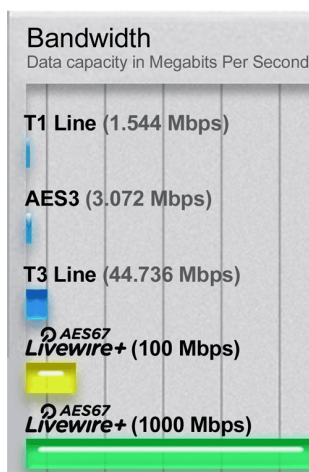 Bandwidth
Data capacity in Megabits Per Second
T1 Line (1.544 Mbps)
AES3 (3.072 Mbps)
T3 Line (44.736 Mbps)
AES67
Livewire+ (100 Mbps)
AES67
Livewire+ (1000 Mbps)